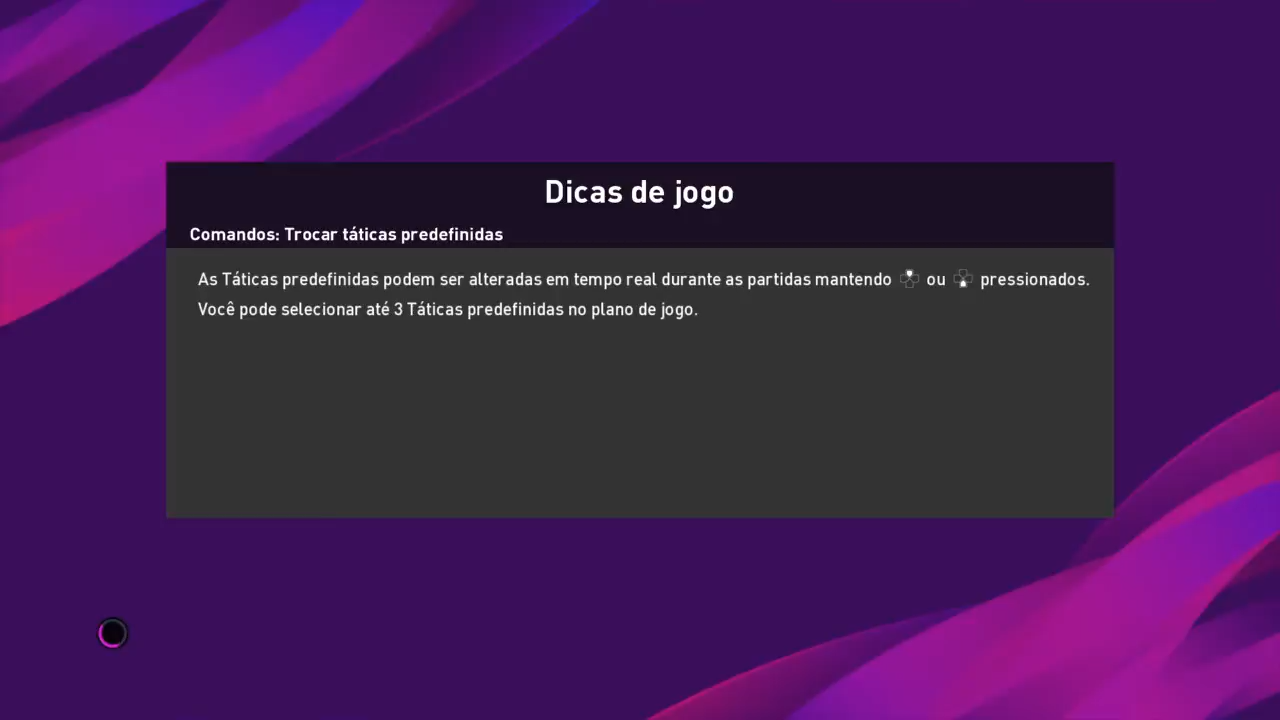 Dicas de jogo
Comandos: Trocar táticas predefinidas
As Táticas predefinidas podem ser alteradas em tempo real durante as partidas mantendo ou pressionados.
Você pode selecionar até 3 Táticas predefinidas no plano de jogo.